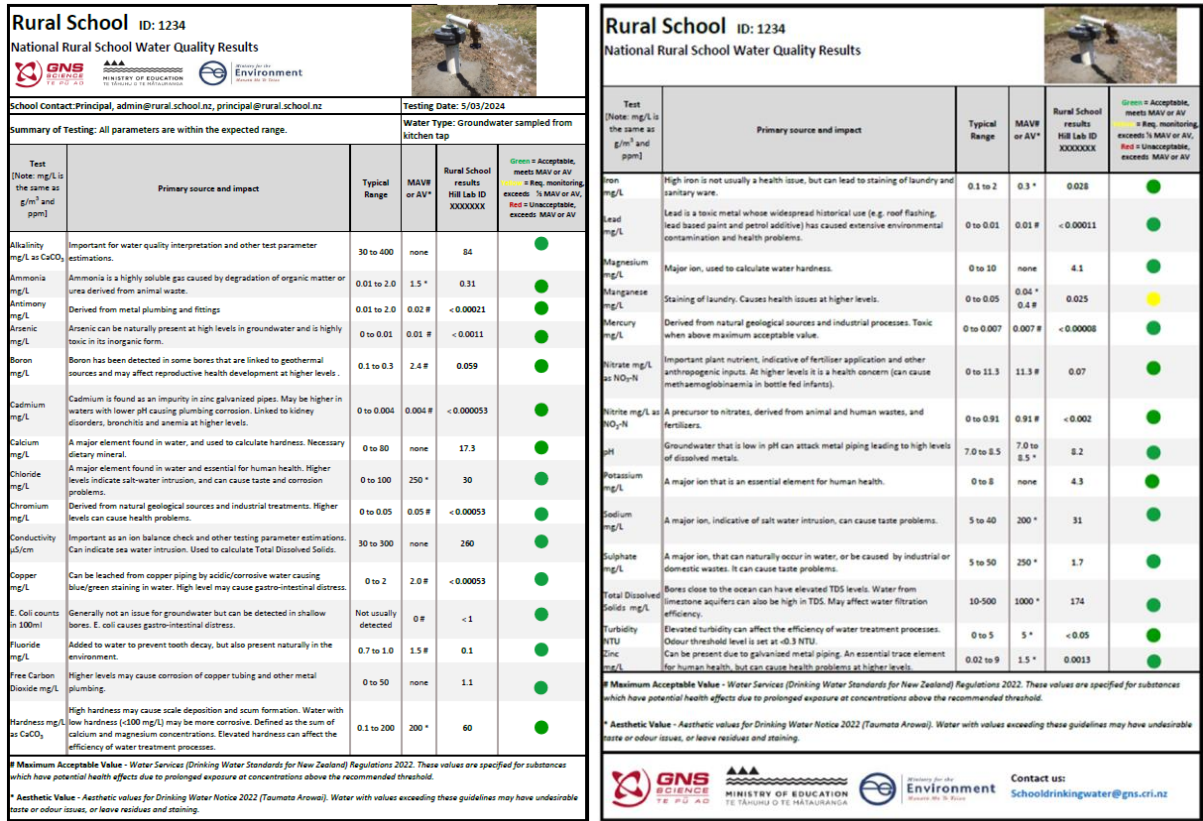 Rural School ID: 1234
National Rural School Water Quality Results
GNS
SCIENCE
TE PŪ AO
MINISTRY OF EDUCATION
TE TĀHUHU O TE MĀTAURANGA
Ministry for the
Environment
Manatū Mō Te Taiao
School Contact:Principal, admin@rural.school.nz, principal@rural.school.nz
Testing Date: 5/03/2024
Summary of Testing: All parameters are within the expected range.
Water Type: Groundwater sampled from
kitchen tap
Test
[Note: mg/L is
the same as
g/m³ and
ppm]
Primary source and impact
Typical
Range
MAV#
or AV*
Rural School
results
Hill Lab ID
XXXXXXX
Green = Acceptable,
meets MAV or AV
Yellow = Req. monitoring,
exceeds ½ MAV or AV,
Red = Unacceptable,
exceeds MAV or AV
Alkalinity
mg/L as CaCO₃
Important for water quality interpretation and other test parameter
estimations.
30 to 400
none
84
Ammonia
mg/L
Ammonia is a highly soluble gas caused by degradation of organic matter or
urea derived from animal waste.
0.01 to 2.0
1.5 *
0.31
Antimony
mg/L
Derived from metal plumbing and fittings
0.01 to 2.0
0.02 #
< 0.00021
Arsenic
mg/L
Arsenic can be naturally present at high levels in groundwater and is highly
toxic in its inorganic form.
0 to 0.01
0.01 #
< 0.0011
Boron
mg/L
Boron has been detected in some bores that are linked to geothermal
sources and may affect reproductive health development at higher levels .
0.1 to 0.3
2.4 #
0.059
Cadmium
mg/L
Cadmium is found as an impurity in zinc galvanized pipes. May be higher in
waters with lower pH causing plumbing corrosion. Linked to kidney
disorders, bronchitis and anemia at higher levels.
0 to 0.004
0.004 #
< 0.000053
Calcium
mg/L
A major element found in water, and used to calculate hardness. Necessary
dietary mineral.
0 to 80
none
17.3
Chloride
mg/L
A major element found in water and essential for human health. Higher
levels indicate salt-water intrusion, and can cause taste and corrosion
problems.
0 to 100
250 *
30
Chromium
mg/L
Derived from natural geological sources and industrial treatments. Higher
levels can cause health problems.
0 to 0.05
0.05 #
< 0.00053
Conductivity
µS/cm
Important as an ion balance check and other testing parameter estimations.
Can indicate sea water intrusion. Used to calculate Total Dissolved Solids.
30 to 300
none
260
Copper
mg/L
Can be leached from copper piping by acidic/corrosive water causing
blue/green staining in water. High level may cause gastro-intestinal distress.
0 to 2
2.0 #
< 0.00053
E. Coli counts
in 100ml
Generally not an issue for groundwater but can be detected in shallow
bores. E. coli causes gastro-intestinal distress.
Not usually
detected
0 #
< 1
Fluoride
mg/L
Added to water to prevent tooth decay, but also present naturally in the
environment.
0.7 to 1.0
1.5 #
0.1
Free Carbon
Dioxide mg/L
Higher levels may cause corrosion of copper tubing and other metal
plumbing.
0 to 50
none
1.1
Hardness mg/L
as CaCO₃
High hardness may cause scale deposition and scum formation. Water with
low hardness (<100 mg/L) may be more corrosive. Defined as the sum of
calcium and magnesium concentrations. Elevated hardness can affect the
efficiency of water treatment processes.
0.1 to 200
200 *
60
# Maximum Acceptable Value - Water Services (Drinking Water Standards for New Zealand) Regulations 2022. These values are specified for substances
which have potential health effects due to prolonged exposure at concentrations above the recommended threshold.
* Aesthetic Value - Aesthetic values for Drinking Water Notice 2022 (Taumata Arowai). Water with values exceeding these guidelines may have undesirable
taste or odour issues, or leave residues and staining.
Rural School ID: 1234
National Rural School Water Quality Results
Test
[Note: mg/L is
the same as
g/m³ and
ppm]
Primary source and impact
Typical
Range
MAV#
or AV*
Rural School
results
Hill Lab ID
XXXXXXX
Green = Acceptable,
meets MAV or AV
Yellow = Req. monitoring,
exceeds ½ MAV or AV,
Red = Unacceptable,
exceeds MAV or AV
Iron
mg/L
High iron is not usually a health issue, but can lead to staining of laundry and
sanitary ware.
0.1 to 2
0.3 *
0.028
Lead
mg/L
Lead is a toxic metal whose widespread historical use (e.g. roof flashing,
lead based paint and petrol additive) has caused extensive environmental
contamination and health problems.
0 to 0.01
0.01 #
< 0.00011
Magnesium
mg/L
Major ion, used to calculate water hardness.
0 to 10
none
4.1
Manganese
mg/L
Staining of laundry. Causes health issues at higher levels.
0 to 0.05
0.04 *
0.4 #
0.025
Mercury
mg/L
Derived from natural geological sources and industrial processes. Toxic
when above maximum acceptable value.
0 to 0.007
0.007 #
< 0.00008
Nitrate mg/L
as NO₃-N
Important plant nutrient, indicative of fertiliser application and other
anthropogenic inputs. At higher levels it is a health concern (can cause
methaemoglobinaemia in bottle fed infants).
0 to 11.3
11.3 #
0.07
Nitrite mg/L as
NO₂-N
A precursor to nitrates, derived from animal and human wastes, and
fertilisers.
0 to 0.91
0.91 #
< 0.002
pH
Groundwater that is low in pH can attack metal piping leading to high levels
of dissolved metals.
7.0 to 8.5
7.0 to
8.5 *
8.2
Potassium
mg/L
A major ion that is an essential element for human health.
0 to 8
none
4.3
Sodium
mg/L
A major ion, indicative of salt water intrusion, can cause taste problems.
5 to 40
200 *
31
Sulphate
mg/L
A major ion, that can naturally occur in water, or be caused by industrial or
domestic wastes. It can cause taste problems.
5 to 50
250 *
1.7
Total Dissolved
Solids mg/L
Bores close to the ocean can have elevated TDS levels. Water from
limestone aquifers can also be high in TDS. May affect water filtration
efficiency.
10-500
1000 *
174
Turbidity
NTU
Elevated turbidity can affect the efficiency of water treatment processes.
Odour threshold level is set at <0.3 NTU.
0 to 5
5 *
< 0.05
Zinc
mg/L
Can be present due to galvanized metal piping. An essential trace element
for human health, but can cause health problems at higher levels.
0.02 to 9
1.5 *
0.0013
# Maximum Acceptable Value - Water Services (Drinking Water Standards for New Zealand) Regulations 2022. These values are specified for substances
which have potential health effects due to prolonged exposure at concentrations above the recommended threshold.
* Aesthetic Value - Aesthetic values for Drinking Water Notice 2022 (Taumata Arowai). Water with values exceeding these guidelines may have undesirable
taste or odour issues, or leave residues and staining.
GNS
SCIENCE
TE PŪ AO
MINISTRY OF EDUCATION
TE TĀHUHU O TE MĀTAURANGA
Ministry for the
Environment
Manatū Mō Te Taiao
Contact us:
Schooldrinkingwater@gns.cri.nz